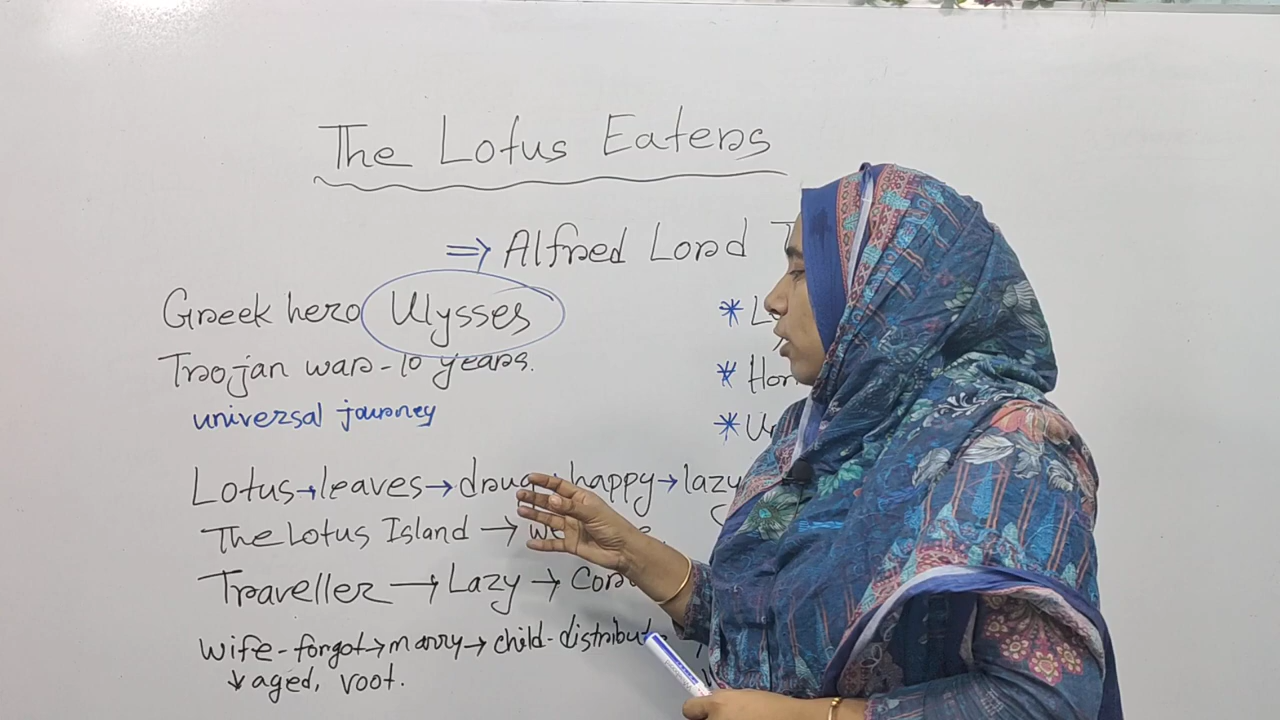 The Lotus Eaters
⇒ Alfred Lord
Greek hero Ulysses
Trojan war - 10 years.
universal journey
Lotus → leaves → drug → happy → lazy
The Lotus Island →
Traveller → Lazy →
wife - forgot → marry → child - distribut
↓ aged, root.